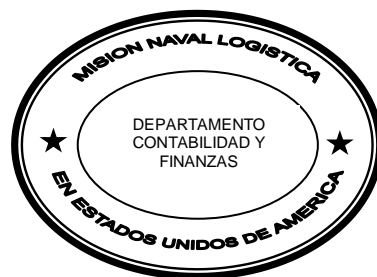 MISION NAVAL LOGISTICA
DEPARTAMENTO
CONTABILIDAD Y
FINANZAS
EN ESTADOS UNIDOS DE AMERICA